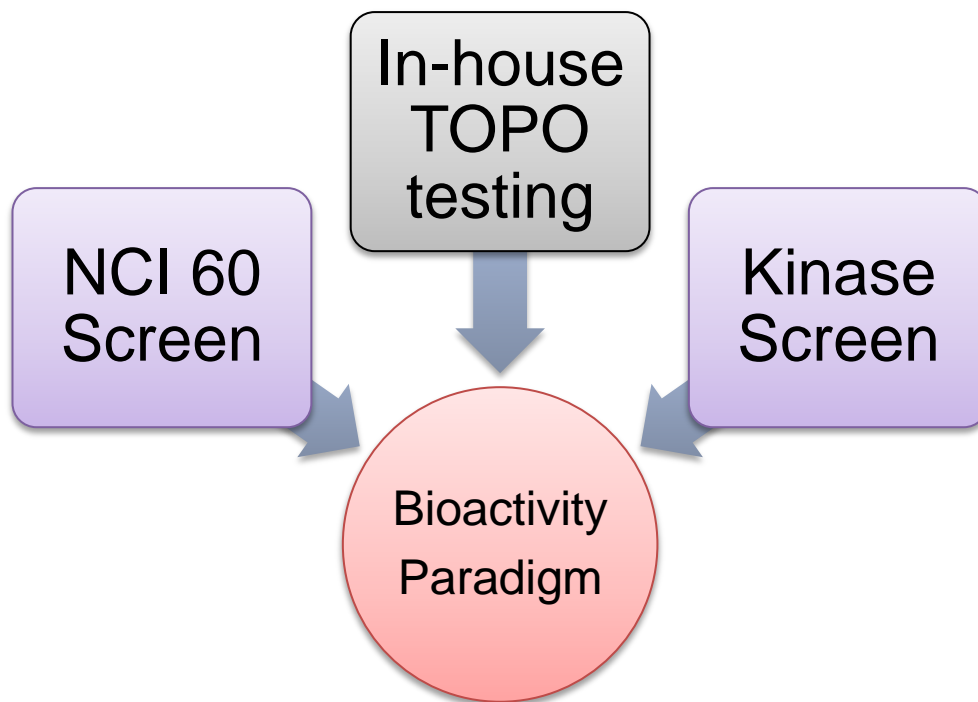 In-house
TOPO
testing
NCI 60
Screen
Kinase
Screen
Bioactivity
Paradigm